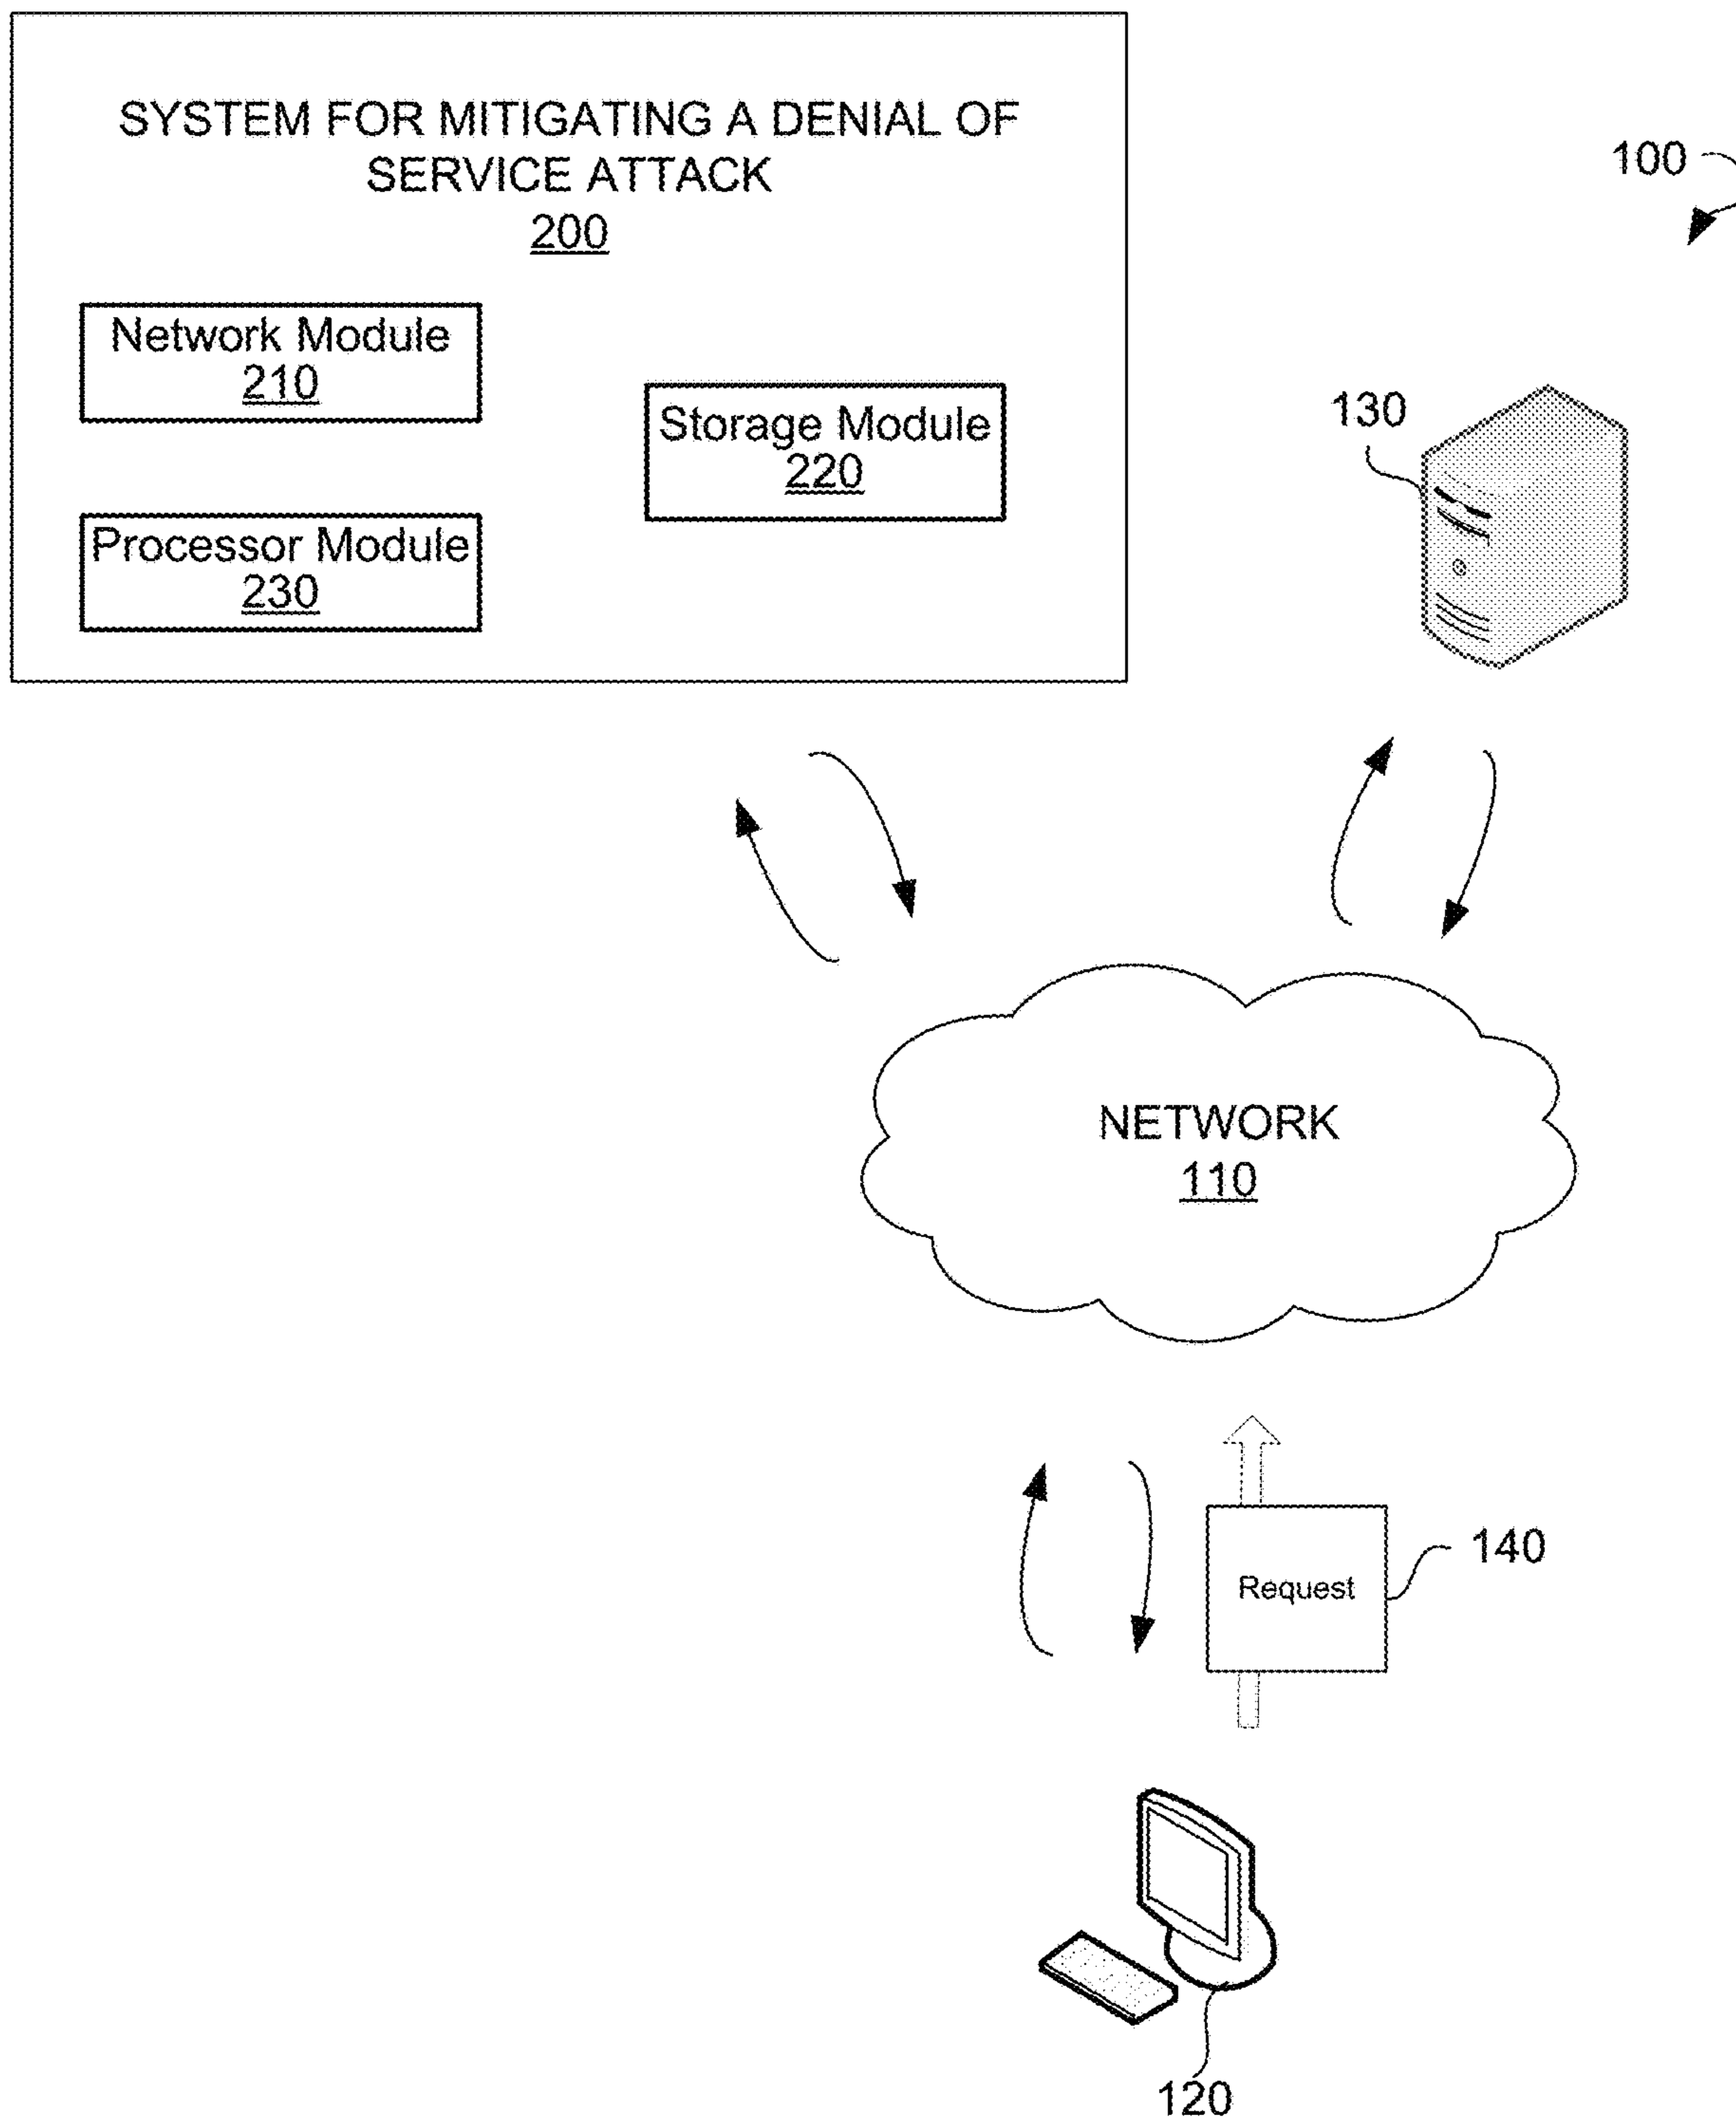 SYSTEM FOR MITIGATING A DENIAL OF
SERVICE ATTACK
200
100
Network Module
210
Storage Module
220
130
Processor Module
230
NETWORK
110
Request
140
120